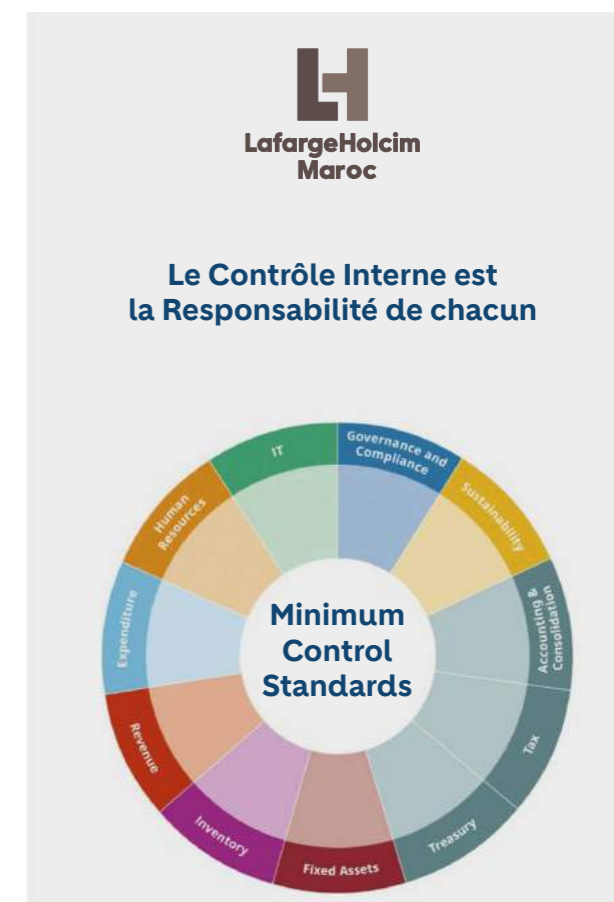 LafargeHolcim
Maroc
Le Contrôle Interne est
la Responsabilité de chacun
IT
Governance and
Compliance
Sustainability
Accounting &
Consolidation
Tax
Treasury
Fixed Assets
Inventory
Revenue
Expenditure
Human
Resources
Minimum
Control
Standards